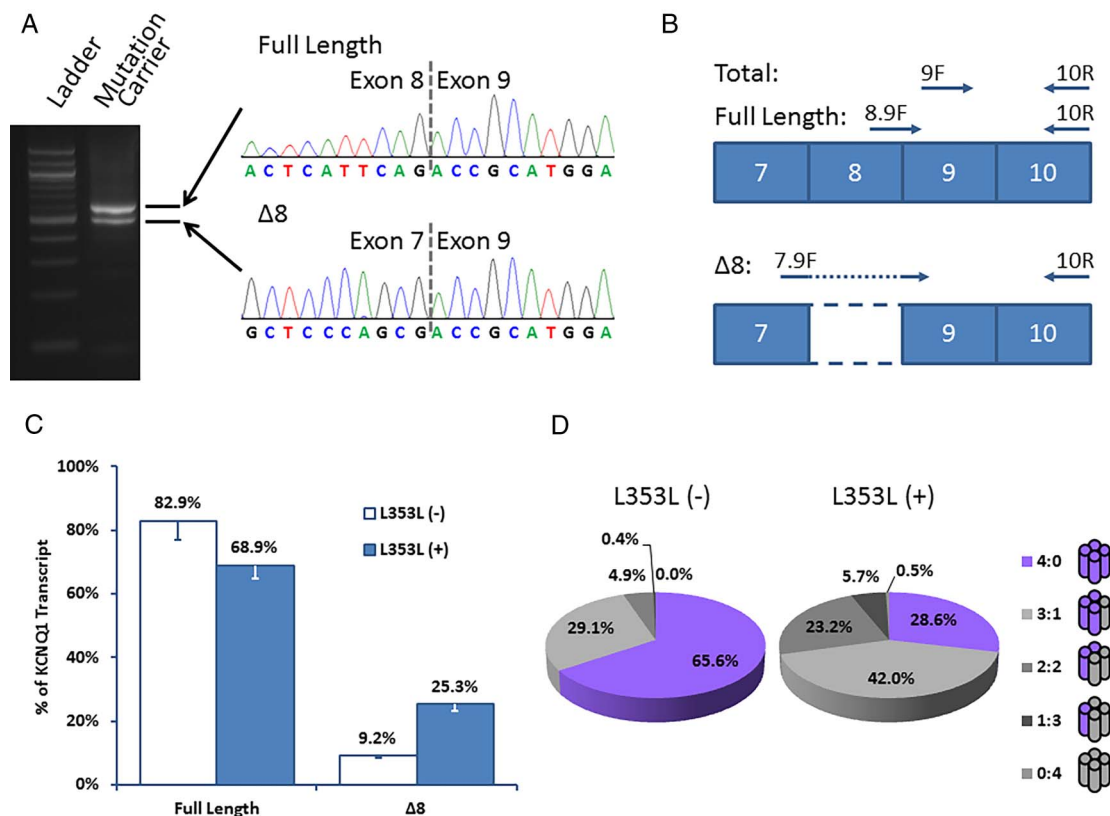 A
Ladder
Mutation
Carrier
Full Length
Exon 8
Exon 9
A C T C A T T C A G A C C G C A T G G A
Δ8
Exon 7
Exon 9
G C T C C C A G C G A C C G C A T G G A
B
Total:
9F
10R
Full Length:
8.9F
10R
7
8
9
10
Δ8:
7.9F
10R
7
9
10
C
% of KCNQ1 Transcript
100%
80%
60%
40%
20%
0%
82.9%
68.9%
9.2%
25.3%
L353L (-)
L353L (+)
Full Length
Δ8
D
L353L (-)
0.4%
4.9%
0.0%
29.1%
65.6%
L353L (+)
5.7%
0.5%
23.2%
28.6%
42.0%
4:0
3:1
2:2
1:3
0:4